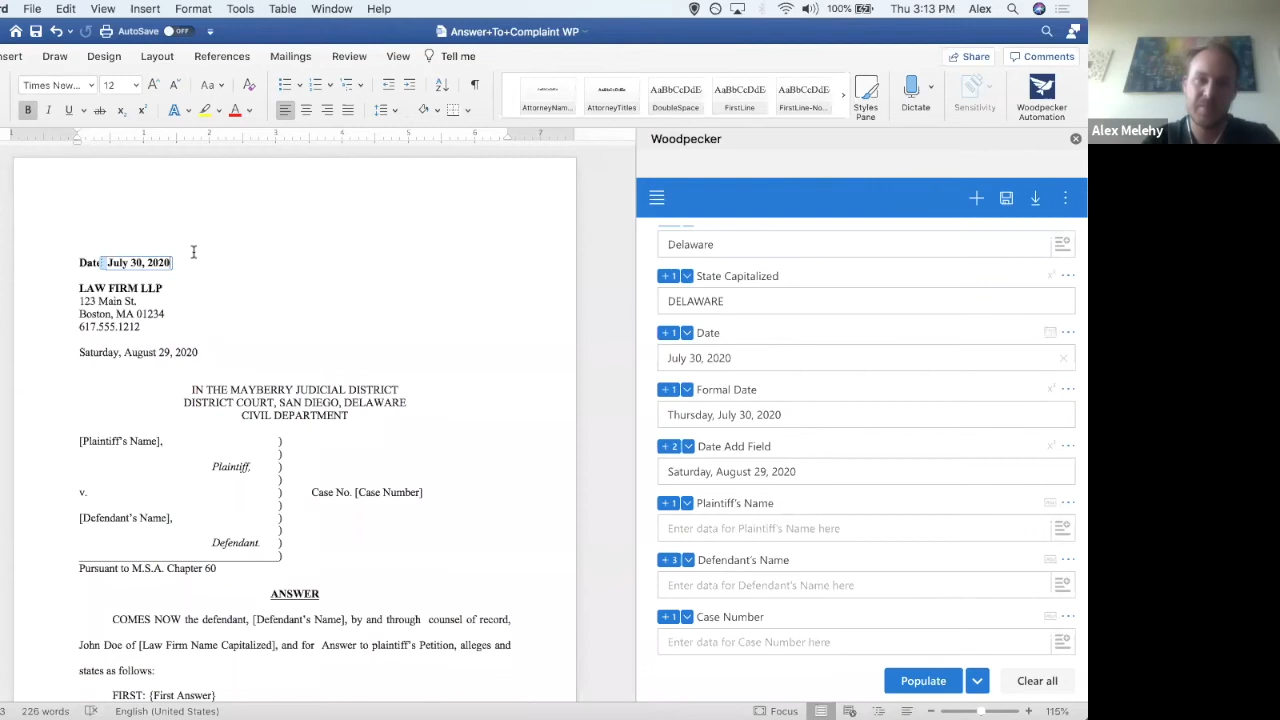 Insert Format Tools Table Window Help 100% Thu 3:13 PM Alex
AutoSave OFF Answer+To+Complaint WP
nsert Draw Design Layout References Mailings Review View Tell me Share Comments
Times New... 12 Aa
AaBbCcDdE AaBbCcDdE AaBbCcDdE
AttorneyNam... AttorneyTitles DoubleSpace FirstLine FirstLine-No... Styles Pane Dictate Sensitivity Woodpecker Automation
Alex Melehy
Date: July 30, 2020
LAW FIRM LLP
123 Main St.
Boston, MA 01234
617.555.1212
Saturday, August 29, 2020
IN THE MAYBERRY JUDICIAL DISTRICT
DISTRICT COURT, SAN DIEGO, DELAWARE
CIVIL DEPARTMENT
[Plaintiff's Name], )
)
Plaintiff, )
)
v. ) Case No. [Case Number]
)
[Defendant's Name], )
)
Defendant. )
)
Pursuant to M.S.A. Chapter 60
ANSWER
COMES NOW the defendant, [Defendant's Name], by and through counsel of record,
John Doe of [Law Firm Name Capitalized], and for Answer to plaintiff's Petition, alleges and
states as follows:
FIRST: {First Answer}
Woodpecker
Delaware
+ 1 State Capitalized
DELAWARE
+ 1 Date
July 30, 2020
+ 1 Formal Date
Thursday, July 30, 2020
+ 2 Date Add Field
Saturday, August 29, 2020
+ 1 Plaintiff's Name
Enter data for Plaintiff's Name here
+ 3 Defendant's Name
Enter data for Defendant's Name here
+ 1 Case Number
Enter data for Case Number here
Populate Clear all
3 226 words English (United States) Focus 115%